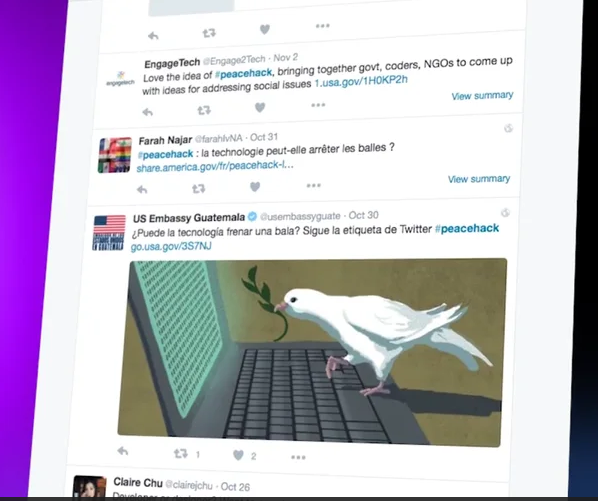 EngageTech @Engage2Tech · Nov 2
Love the idea of #peacehack, bringing together govt, coders, NGOs to come up
with ideas for addressing social issues 1.usa.gov/1H0KP2h
engagetech
View summary
Farah Najar @farahIvNA · Oct 31
#peacehack : la technologie peut-elle arrêter les balles ?
share.america.gov/fr/peacehack-l...
View summary
US Embassy Guatemala @usembassyguate · Oct 30
¿Puede la tecnología frenar una bala? Sigue la etiqueta de Twitter #peacehack
go.usa.gov/3S7NJ
1
2
Claire Chu @clairejchu · Oct 26